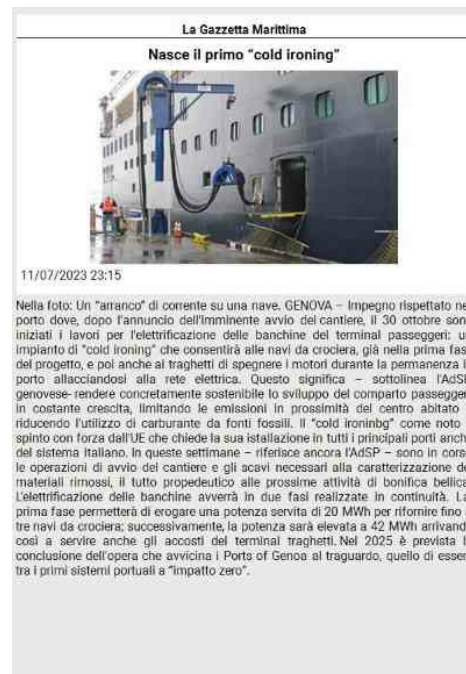 La Gazzetta Marittima
Nasce il primo "cold ironing"
11/07/2023 23:15
Nella foto: Un "arranco" di corrente su una nave. GENOVA – Impegno rispettato ne
porto dove, dopo l'annuncio dell'imminente avvio del cantiere, il 30 ottobre son
iniziati i lavori per l'elettrificazione delle banchine del terminal passeggeri: u
impianto di "cold ironing" che consentirà alle navi da crociera, già nella prima fas
del progetto, e poi anche ai traghetti di spegnere i motori durante la permanenza i
porto allacciandosi alla rete elettrica. Questo significa – sottolinea l'AdSP
genovese- rendere concretamente sostenibile lo sviluppo del comparto passegger
in costante crescita, limitando le emissioni in prossimità del centro abitato
riducendo l'utilizzo di carburante da fonti fossili. Il "cold ironinbg" come noto
spinto con forza dall'UE che chiede la sua istallazione in tutti i principali porti anch
del sistema italiano. In queste settimane – riferisce ancora l'AdSP – sono in cors
le operazioni di avvio del cantiere e gli scavi necessari alla caratterizzazione de
materiali rimossi, il tutto propedeutico alle prossime attività di bonifica bellica
L'elettrificazione delle banchine avverrà in due fasi realizzate in continuità. La
prima fase permetterà di erogare una potenza servita di 20 MWh per rifornire fino
tre navi da crociera; successivamente, la potenza sarà elevata a 42 MWh arrivand
così a servire anche gli accosti del terminal traghetti. Nel 2025 è prevista l
conclusione dell'opera che avvicina i Ports of Genoa al traguardo, quello di esser
tra i primi sistemi portuali a "impatto zero".